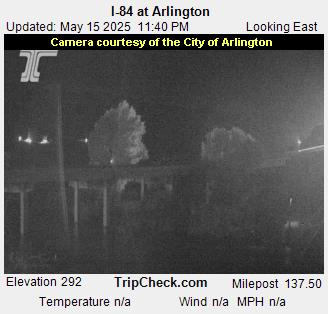 I-84 at Arlington
Updated: May 15 2025 11:40 PM Looking East
Camera courtesy of the City of Arlington
Elevation 292 TripCheck.com Milepost 137.50
Temperature n/a Wind n/a MPH n/a